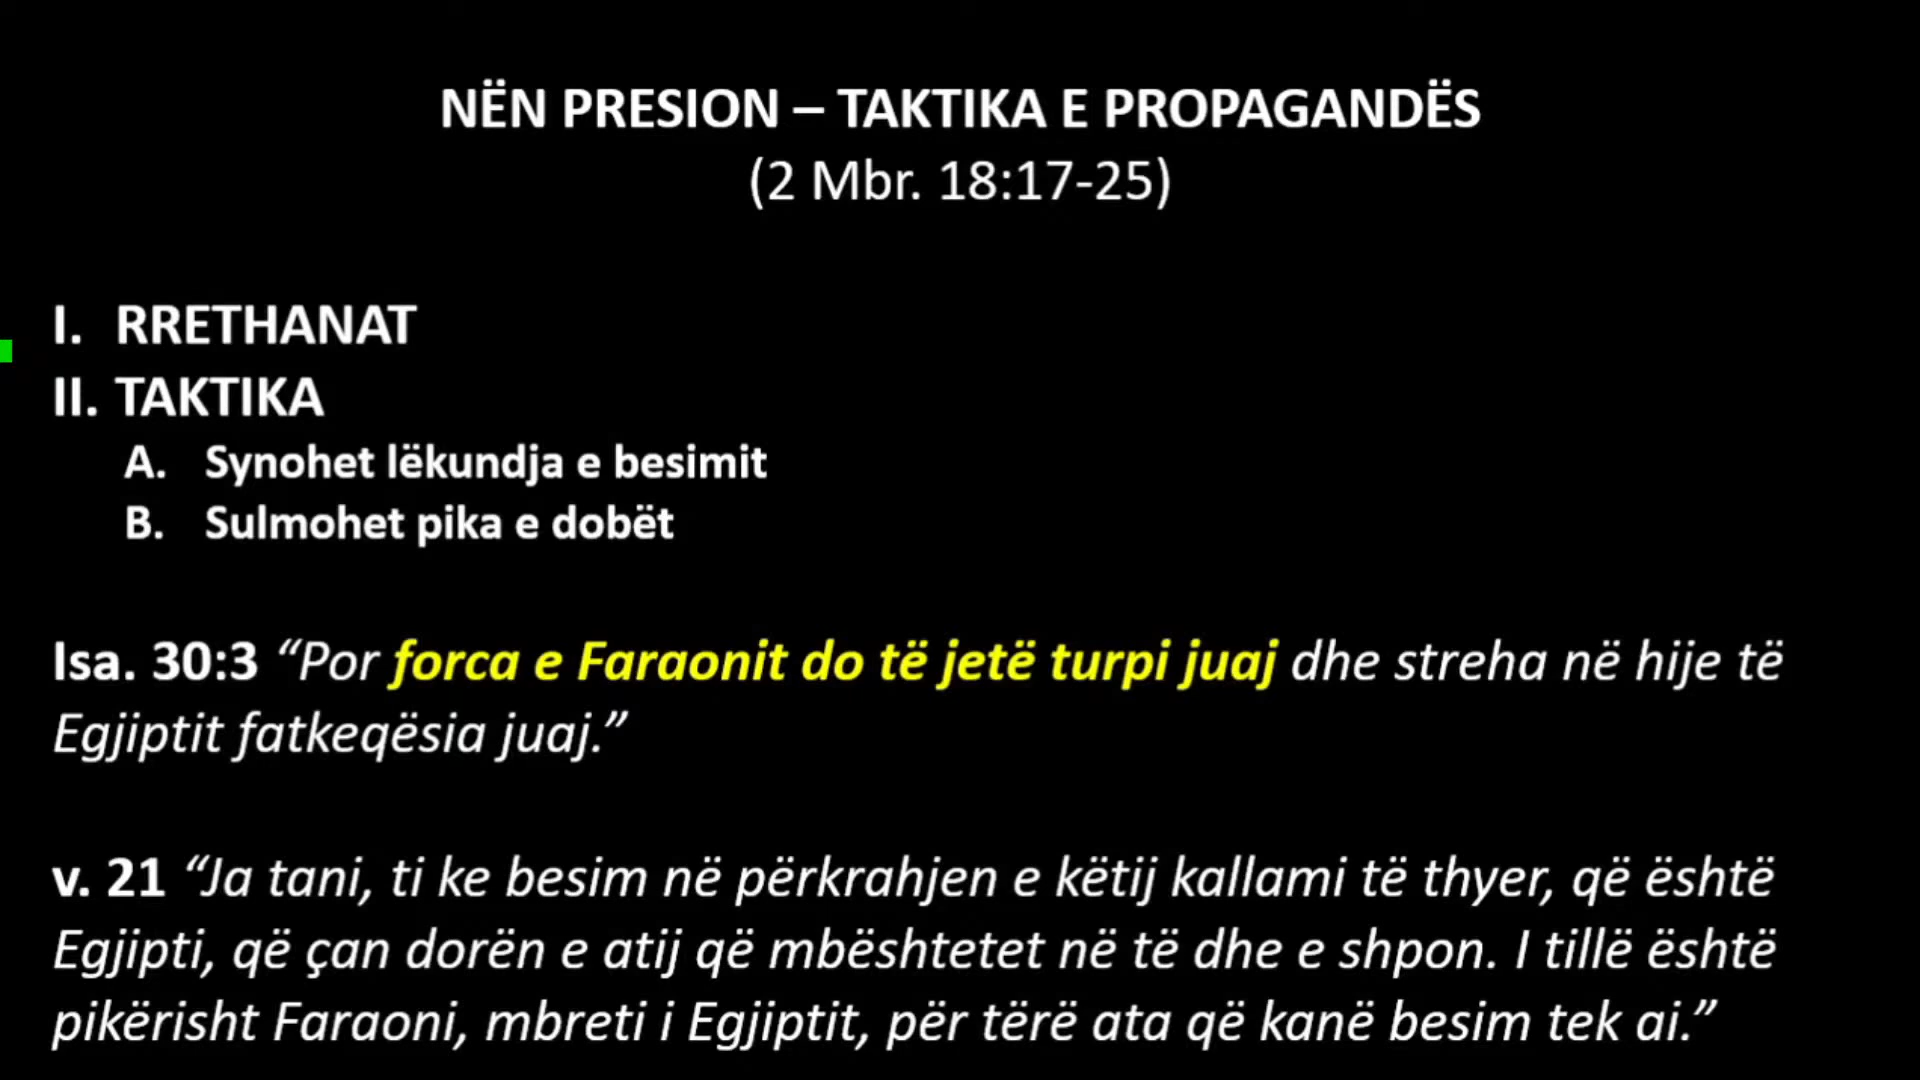 NËN PRESION – TAKTIKA E PROPAGANDËS
(2 Mbr. 18:17-25)
I. RRETHANAT
II. TAKTIKA
A. Synohet lëkundja e besimit
B. Sulmohet pika e dobët
Isa. 30:3 “Por forca e Faraonit do të jetë turpi juaj dhe streha në hije të
Egjiptit fatkeqësia juaj.”
v. 21 “Ja tani, ti ke besim në përkrahjen e këtij kallami të thyer, që është
Egjipti, që çan dorën e atij që mbështetet në të dhe e shpon. I tillë është
pikërisht Faraoni, mbreti i Egjiptit, për tërë ata që kanë besim tek ai.”